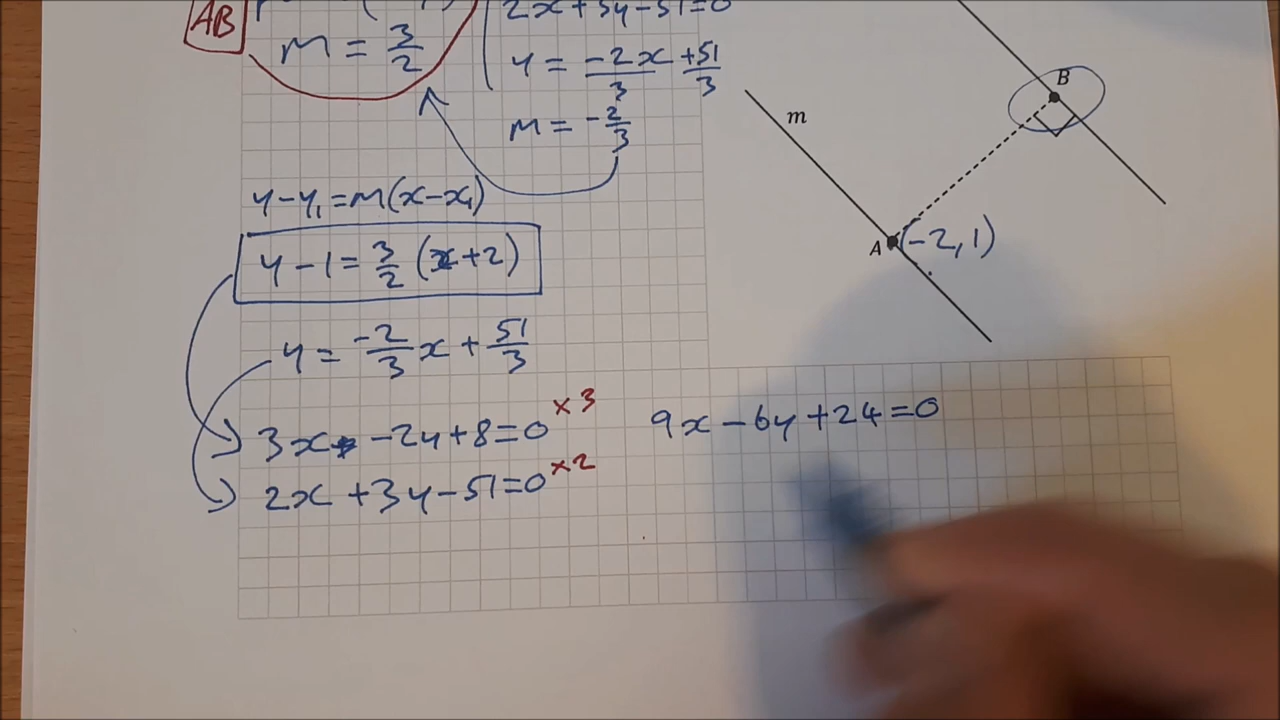 AB
m = 3/2
2x+3y-51=0
y = -2x/3 +51/3
m = -2/3
y-y₁=m(x-x₁)
y-1=3/2 (x+2)
y = -2/3 x + 51/3
3x -2y+8=0 ×3
2x +3y-51=0 ×2
9x-6y+24=0
m
B
A (-2,1)